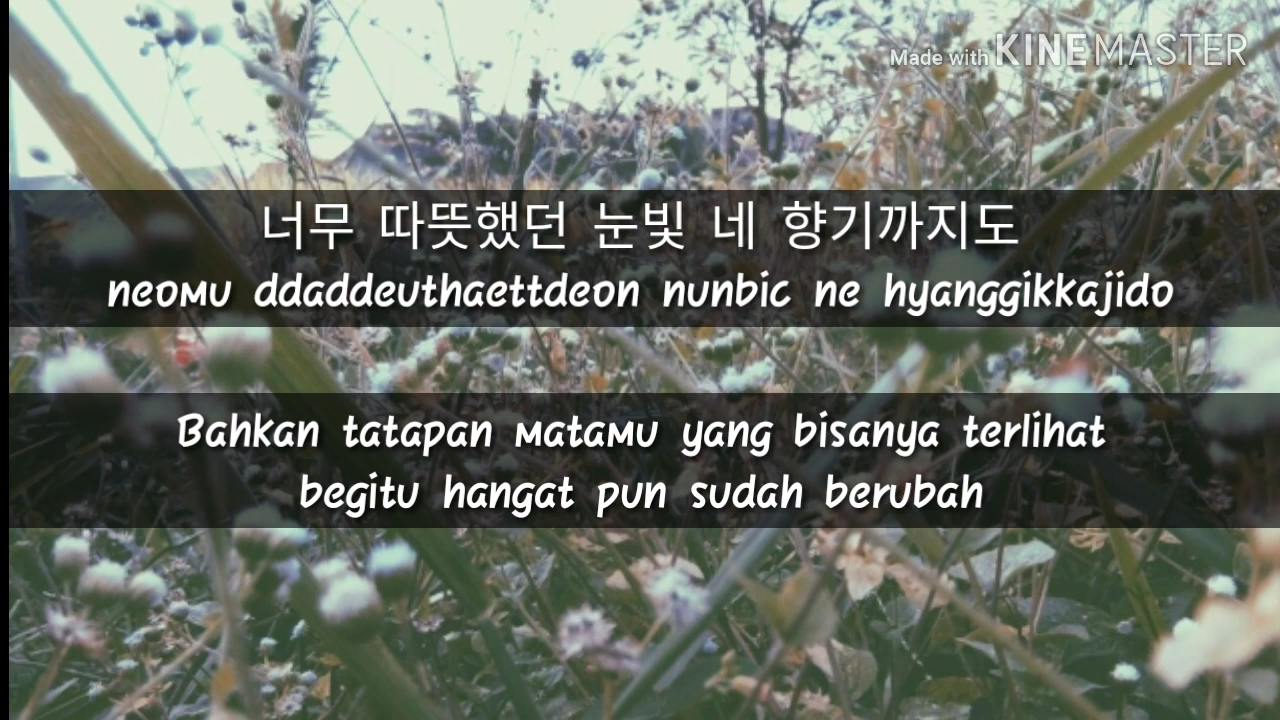 Made with KINEMASTER
너무 따뜻했던 눈빛 네 향기까지도
neomu ddaddeuthaettdeon nunbic ne hyanggikkajido
Bahkan tatapan matamu yang bisanya terlihat
begitu hangat pun sudah berubah